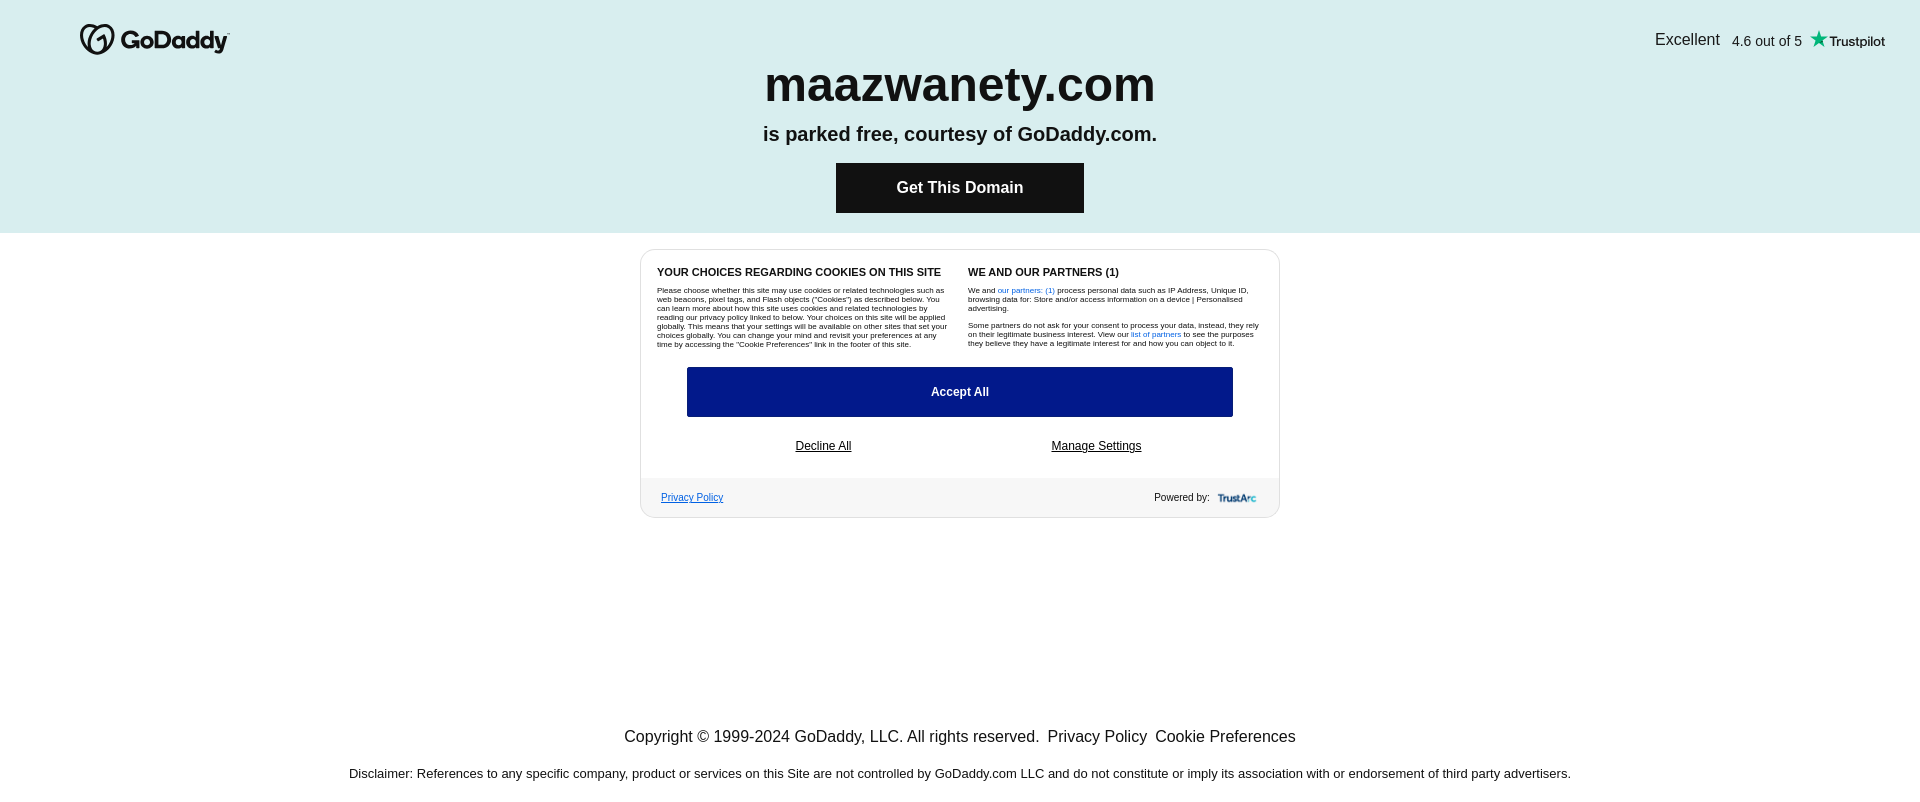 GoDaddy
Excellent 4.6 out of 5 Trustpilot
maazwanety.com
is parked free, courtesy of GoDaddy.com.
Get This Domain
YOUR CHOICES REGARDING COOKIES ON THIS SITE
Please choose whether this site may use cookies or related technologies such as
web beacons, pixel tags, and Flash objects ("Cookies") as described below. You
can learn more about how this site uses cookies and related technologies by
reading our privacy policy linked to below. Your choices on this site will be applied
globally. This means that your settings will be available on other sites that set your
choices globally. You can change your mind and revisit your preferences at any
time by accessing the "Cookie Preferences" link in the footer of this site.
WE AND OUR PARTNERS (1)
We and our partners: (1) process personal data such as IP Address, Unique ID,
browsing data for: Store and/or access information on a device | Personalised
advertising.
Some partners do not ask for your consent to process your data, instead, they rely
on their legitimate business interest. View our list of partners to see the purposes
they believe they have a legitimate interest for and how you can object to it.
Accept All
Decline All
Manage Settings
Privacy Policy
Powered by: TrustArc
Copyright © 1999-2024 GoDaddy, LLC. All rights reserved. Privacy Policy Cookie Preferences
Disclaimer: References to any specific company, product or services on this Site are not controlled by GoDaddy.com LLC and do not constitute or imply its association with or endorsement of third party advertisers.